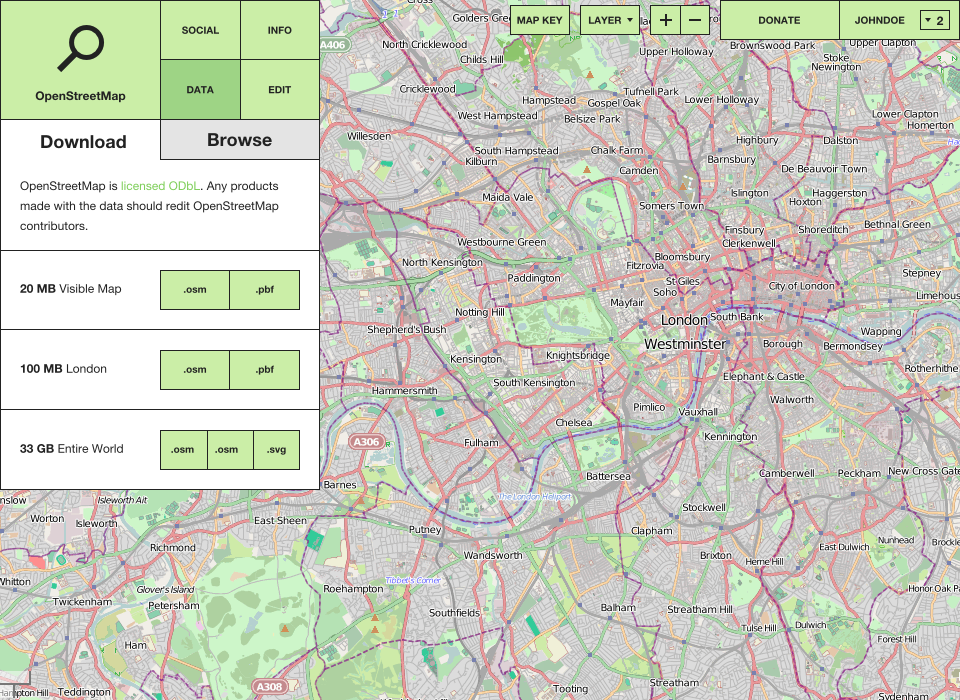 OpenStreetMap
SOCIAL
INFO
DATA
EDIT
MAP KEY
LAYER
DONATE
JOHNDOE
2
Download
Browse
OpenStreetMap is licensed ODbL. Any products
made with the data should redit OpenStreetMap
contributors.
20 MB Visible Map
.osm
.pbf
100 MB London
.osm
.pbf
33 GB Entire World
.osm
.osm
.svg
A406
Cross
North Cricklewood
Childs Hill
Cricklewood
Upper Holloway
Brownswood Park
Upper Clapton
Stoke
Newington
Hampstead
Gospel Oak
Tufnell Park
Lower Holloway
West Hampstead
Belsize Park
Lower Clapton
Homerton
Willesden
Highbury
Dalston
South Hampstead
Kilburn
Chalk Farm
Camden
Barnsbury
De Beauvoir Town
Maida Vale
Somers Town
Islington
Haggerston
Hoxton
Finsbury
Shoreditch
Bethnal Green
Westbourne Green
Clerkenwell
Bloomsbury
North Kensington
Fitzrovia
Paddington
St Giles
Soho
City of London
Stepney
Mayfair
Limehous
Notting Hill
London
South Bank
Shepherd's Bush
Westminster
Borough
Wapping
Bermondsey
Kensington
Knightsbridge
Rotherhithe
South Kensington
Elephant & Castle
Hammersmith
Walworth
Pimlico
Vauxhall
Chelsea
A306
Fulham
Kennington
Battersea
Camberwell
Peckham
New Cross Gate
Barnes
The London Heliport
nslow
Isleworth Ait
Worton
Isleworth
East Sheen
Putney
Stockwell
Clapham
Richmond
Wandsworth
Brixton
Herne Hill
East Dulwich
Nunhead
Brockle
Whitton
Glover's Island
Tibbet's Corner
Roehampton
Honor Oak Pa
Twickenham
Petersham
Southfields
Balham
Streatham Hill
Tulse Hill
Dulwich
Forest Hill
Ham
Streatham
A308
Tooting
Sydenham
Teddington
pton Hill